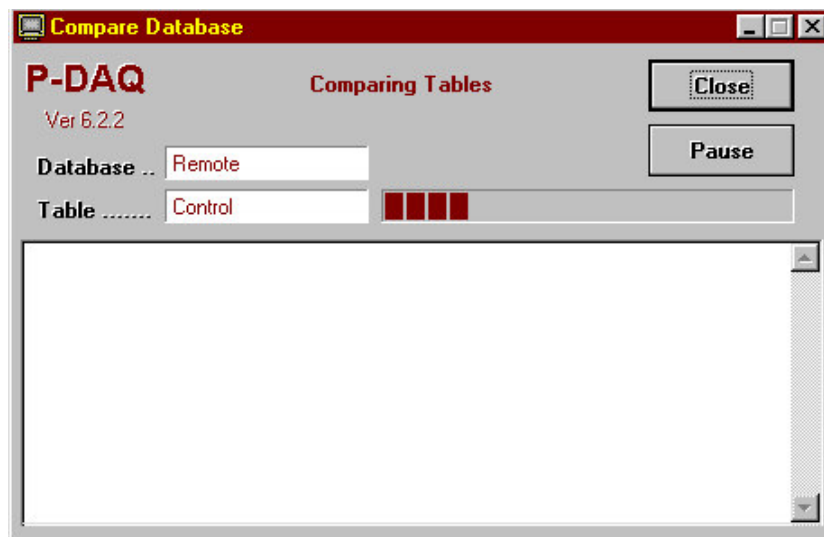 Compare Database
P-DAQ
Comparing Tables
Close
Ver 6.2.2
Pause
Database ..
Remote
Table .......
Control